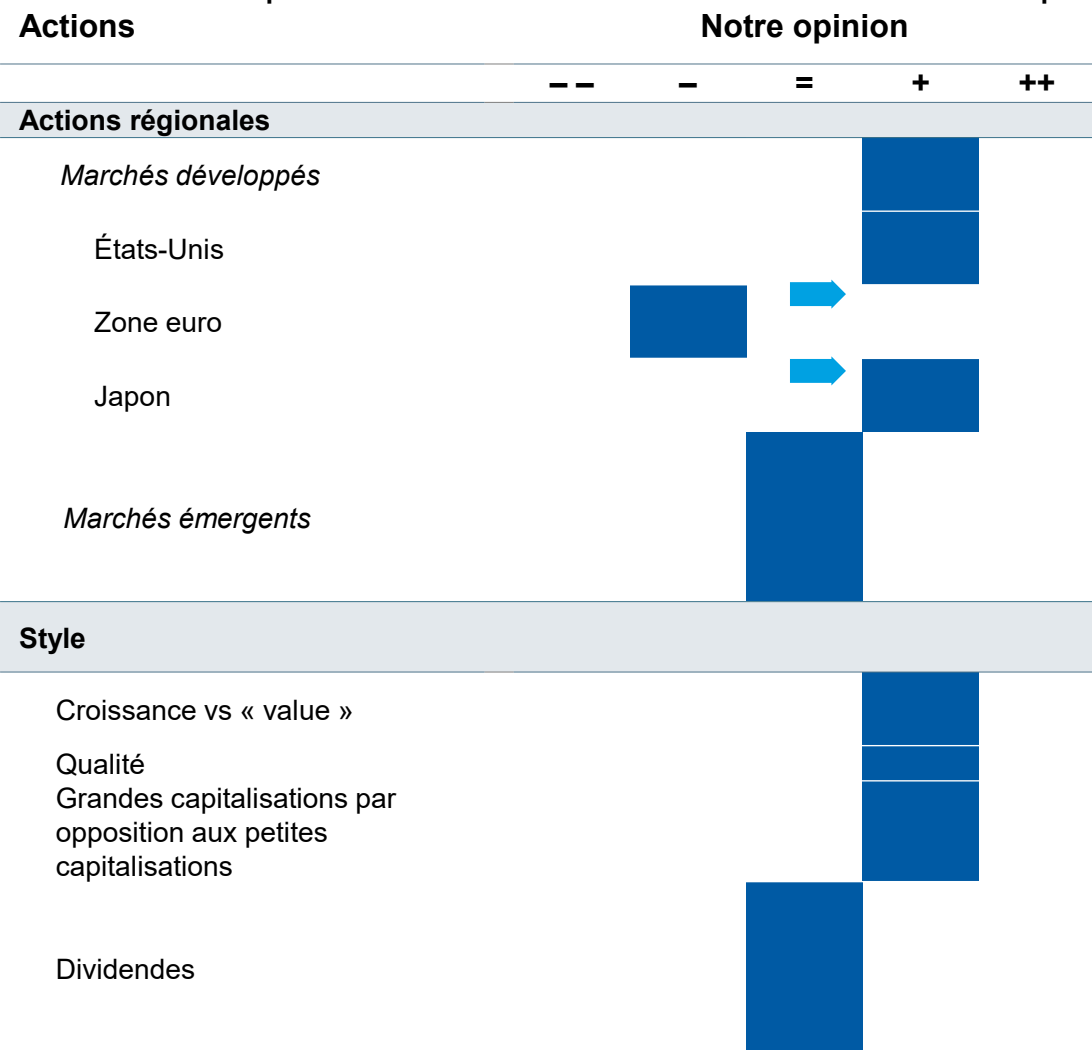 Actions Notre opinion
– – – = + ++
Actions régionales
Marchés développés
États-Unis
Zone euro
Japon
Marchés émergents
Style
Croissance vs « value »
Qualité
Grandes capitalisations par
opposition aux petites
capitalisations
Dividendes